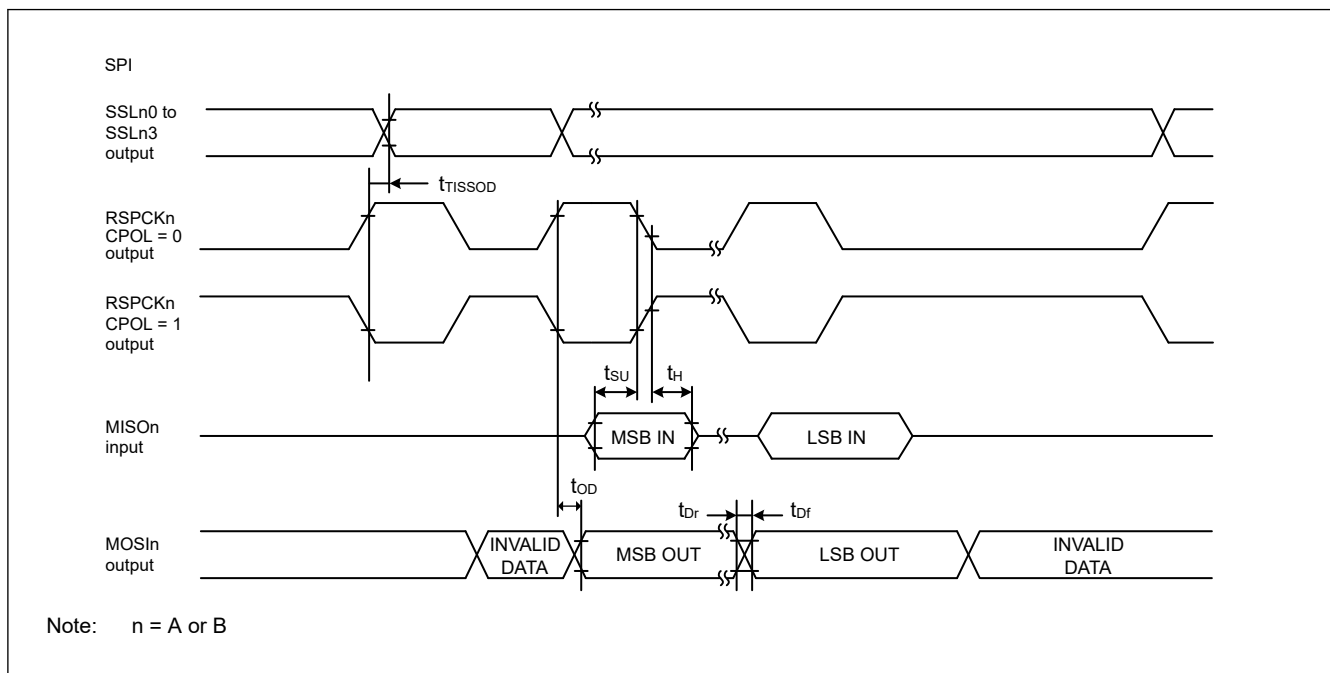 SPI
SSLn0 to
SSLn3
output
tTISSOD
RSPCKn
CPOL = 0
output
RSPCKn
CPOL = 1
output
tSU
tH
MISOn
input
MSB IN
LSB IN
tOD
tDr
tDf
MOSIn
output
INVALID
DATA
MSB OUT
LSB OUT
INVALID
DATA
Note: n = A or B